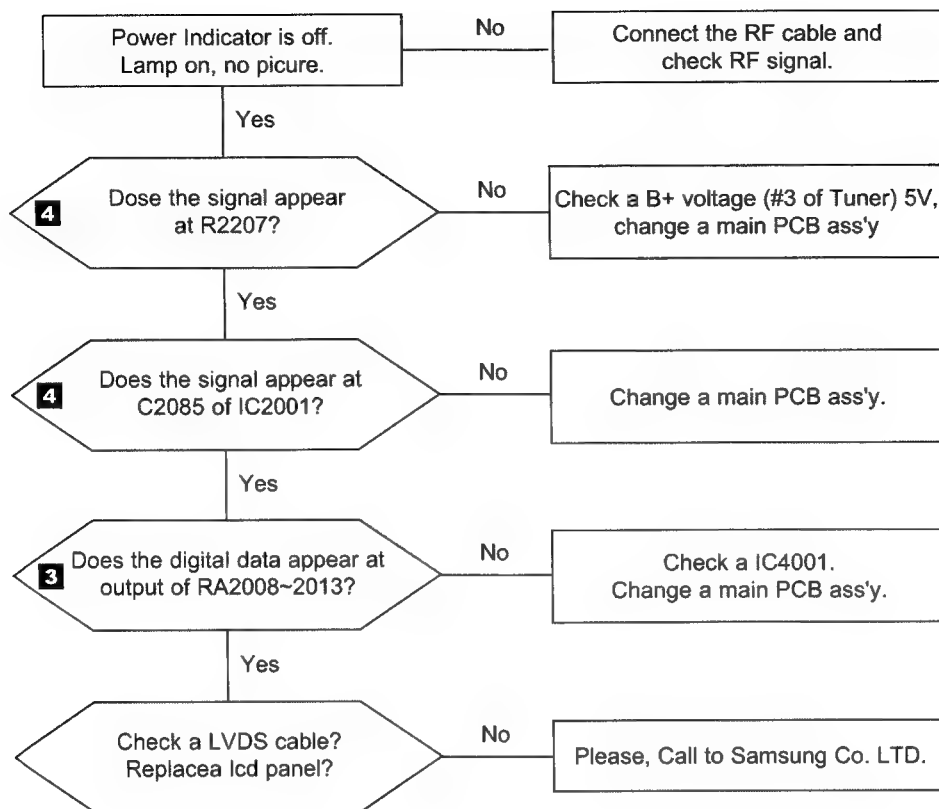 Power Indicator is off.
Lamp on, no picure.
No
Connect the RF cable and
check RF signal.
Yes
4
Dose the signal appear
at R2207?
No
Check a B+ voltage (#3 of Tuner) 5V,
change a main PCB ass'y
Yes
4
Does the signal appear at
C2085 of IC2001?
No
Change a main PCB ass'y.
Yes
3
Does the digital data appear at
output of RA2008~2013?
No
Check a IC4001.
Change a main PCB ass'y.
Yes
Check a LVDS cable?
Replacea lcd panel?
No
Please, Call to Samsung Co. LTD.